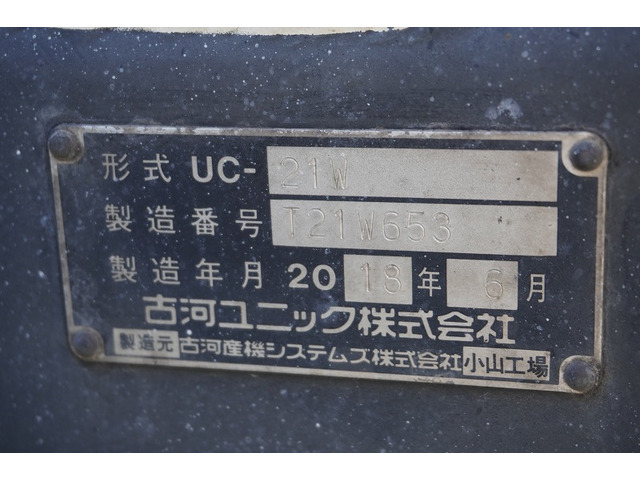 形式 UC-21W
製造番号 T21W653
製造年月 2018年 6月
古河ユニック株式会社
製造元 古河産機システムズ株式会社 小山工場